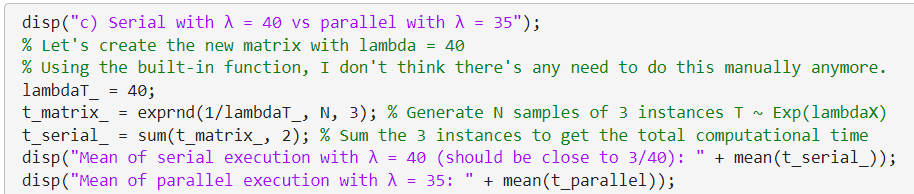 disp("c) Serial with λ = 40 vs parallel with λ = 35");
% Let's create the new matrix with lambda = 40
% Using the built-in function, I don't think there's any need to do this manually anymore.
lambdaT_ = 40;
t_matrix_ = exprnd(1/lambdaT_, N, 3); % Generate N samples of 3 instances T ~ Exp(lambdaX)
t_serial_ = sum(t_matrix_, 2); % Sum the 3 instances to get the total computational time
disp("Mean of serial execution with λ = 40 (should be close to 3/40): " + mean(t_serial_));
disp("Mean of parallel execution with λ = 35: " + mean(t_parallel));